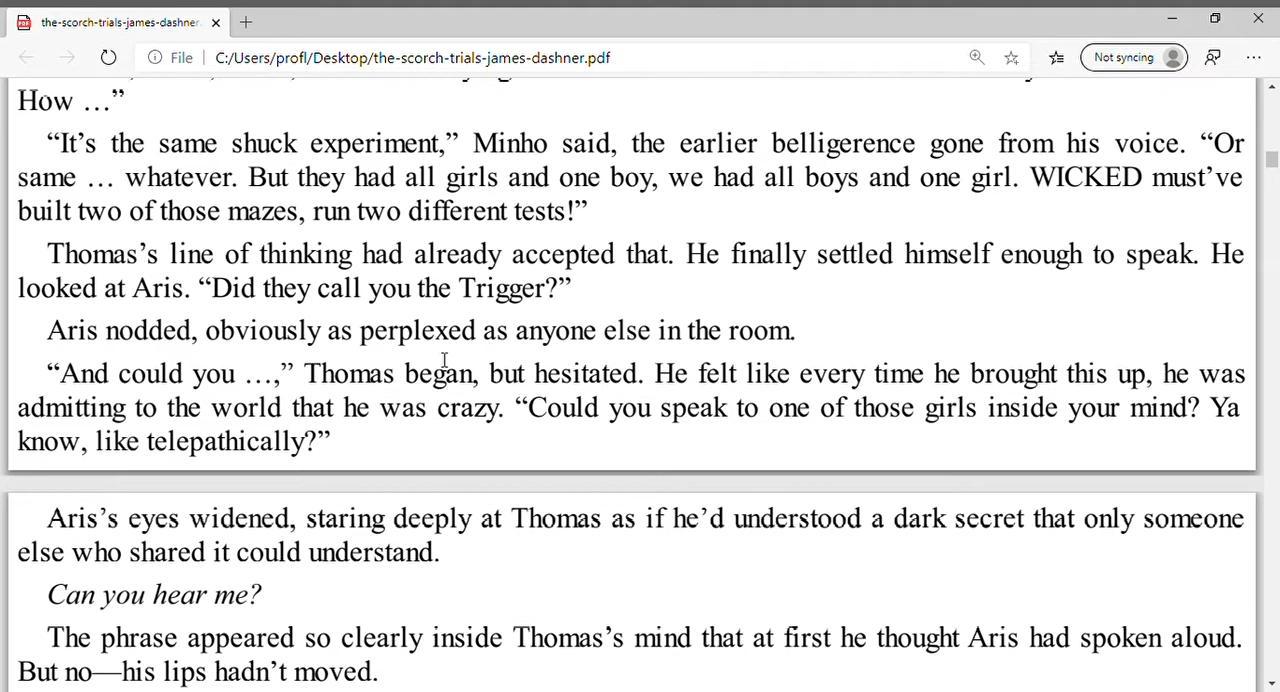 the-scorch-trials-james-dashner.
Not syncing
File
C:/Users/profl/Desktop/the-scorch-trials-james-dashner.pdf
How …”
“It’s the same shuck experiment,” Minho said, the earlier belligerence gone from his voice. “Or
same … whatever. But they had all girls and one boy, we had all boys and one girl. WICKED must’ve
built two of those mazes, run two different tests!”
Thomas’s line of thinking had already accepted that. He finally settled himself enough to speak. He
looked at Aris. “Did they call you the Trigger?”
Aris nodded, obviously as perplexed as anyone else in the room.
“And could you …,” Thomas began, but hesitated. He felt like every time he brought this up, he was
admitting to the world that he was crazy. “Could you speak to one of those girls inside your mind? Ya
know, like telepathically?”
Aris’s eyes widened, staring deeply at Thomas as if he’d understood a dark secret that only someone
else who shared it could understand.
Can you hear me?
The phrase appeared so clearly inside Thomas’s mind that at first he thought Aris had spoken aloud.
But no—his lips hadn’t moved.